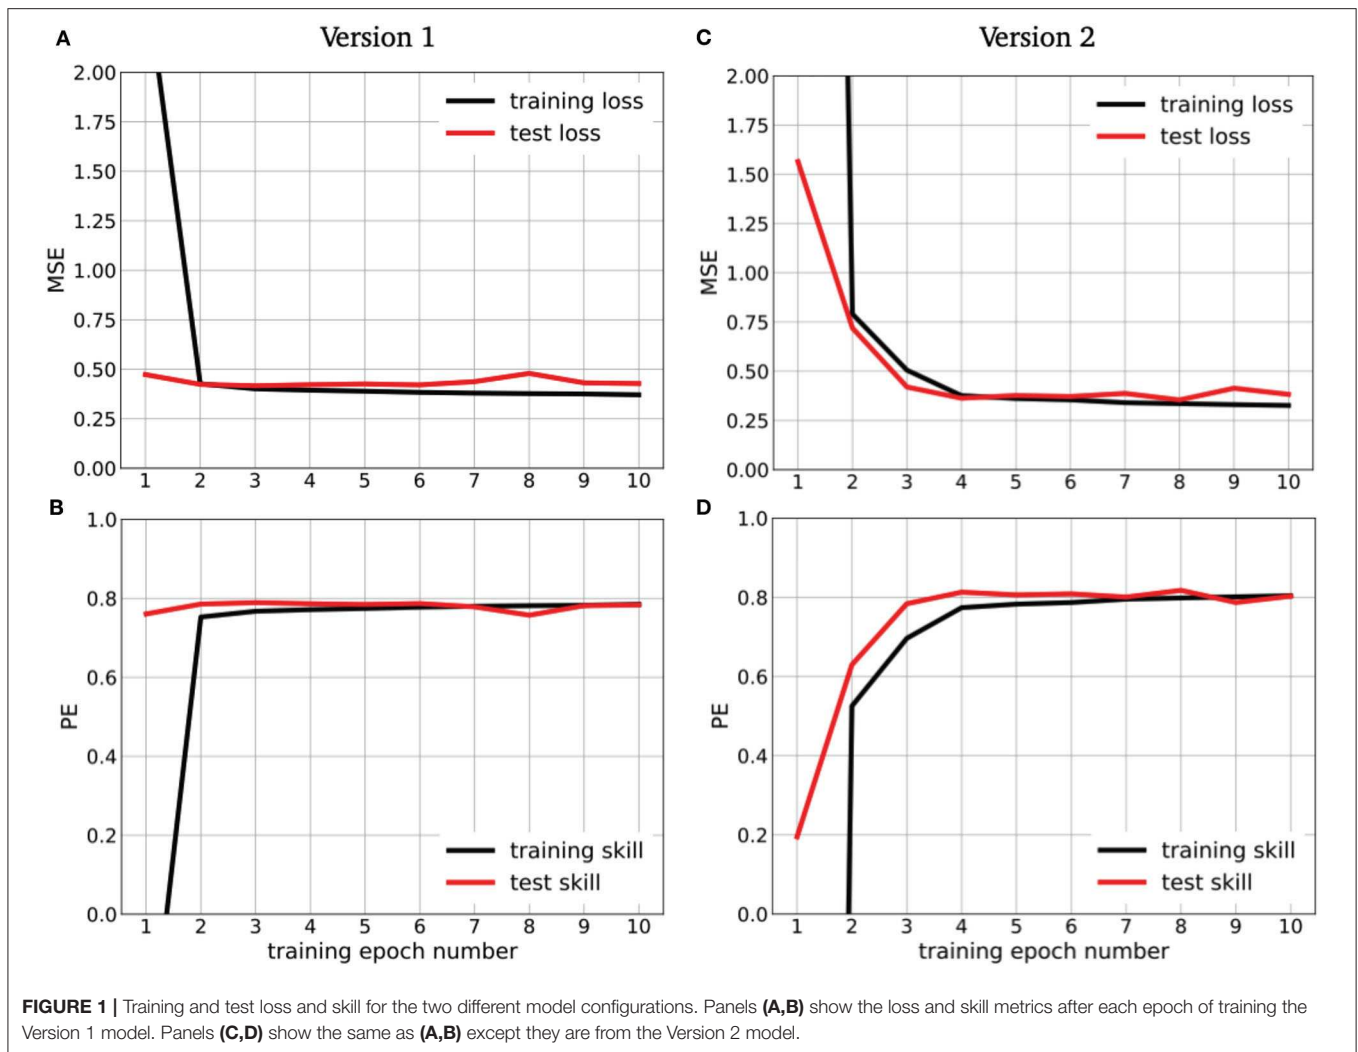 A
Version 1
2.00
1.75
1.50
1.25
1.00
0.75
0.50
0.25
0.00
MSE
training loss
test loss
1 2 3 4 5 6 7 8 9 10
B
1.0
0.8
0.6
0.4
0.2
0.0
PE
training skill
test skill
1 2 3 4 5 6 7 8 9 10
training epoch number
C
Version 2
2.00
1.75
1.50
1.25
1.00
0.75
0.50
0.25
0.00
MSE
training loss
test loss
1 2 3 4 5 6 7 8 9 10
D
1.0
0.8
0.6
0.4
0.2
0.0
PE
training skill
test skill
1 2 3 4 5 6 7 8 9 10
training epoch number
FIGURE 1 | Training and test loss and skill for the two different model configurations. Panels (A,B) show the loss and skill metrics after each epoch of training the
Version 1 model. Panels (C,D) show the same as (A,B) except they are from the Version 2 model.